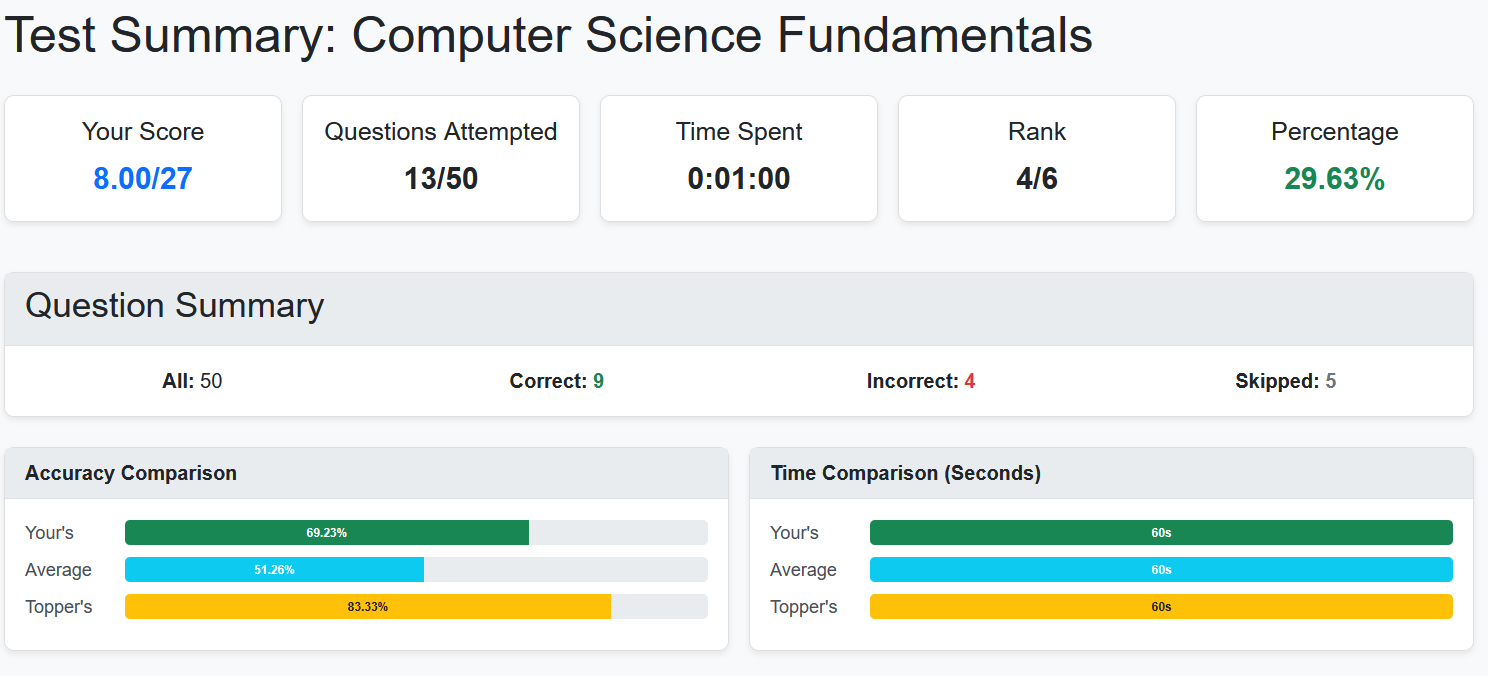 Test Summary: Computer Science Fundamentals
Your Score
8.00/27
Questions Attempted
13/50
Time Spent
0:01:00
Rank
4/6
Percentage
29.63%
Question Summary
All: 50
Correct: 9
Incorrect: 4
Skipped: 5
Accuracy Comparison
Your's 69.23%
Average 51.26%
Topper's 83.33%
Time Comparison (Seconds)
Your's 60s
Average 60s
Topper's 60s